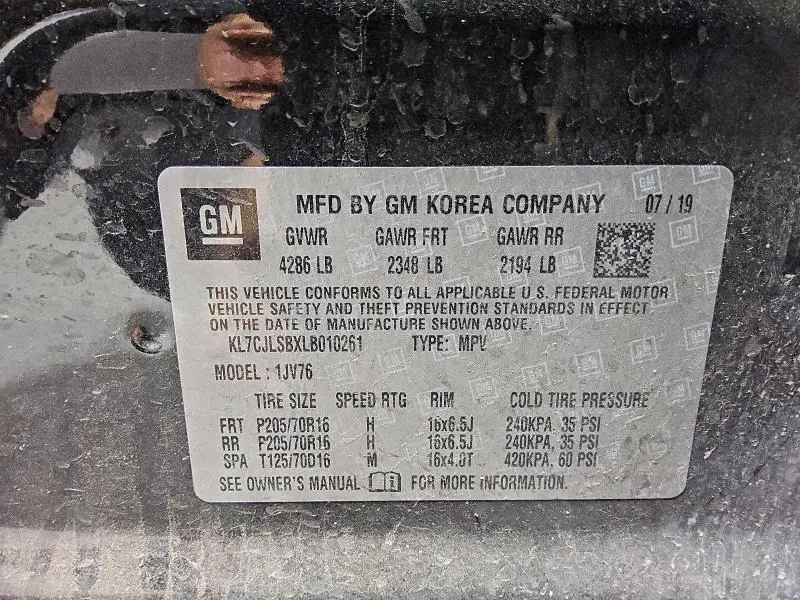 GM MFD BY GM KOREA COMPANY 07 / 19
GVWR GAWR FRT GAWR RR
4286 LB 2348 LB 2194 LB
THIS VEHICLE CONFORMS TO ALL APPLICABLE U.S. FEDERAL MOTOR
VEHICLE SAFETY AND THEFT PREVENTION STANDARDS IN EFFECT
ON THE DATE OF MANUFACTURE SHOWN ABOVE.
KL7CJLSBXLB010261 TYPE: MPV
MODEL : 1JV76
TIRE SIZE SPEED RTG RIM COLD TIRE PRESSURE
FRT P205/70R16 H 16x6.5J 240KPA, 35 PSI
RR P205/70R16 H 16x6.5J 240KPA, 35 PSI
SPA T125/70D16 M 16x4.0T 420KPA, 60 PSI
SEE OWNER'S MANUAL i FOR MORE INFORMATION.